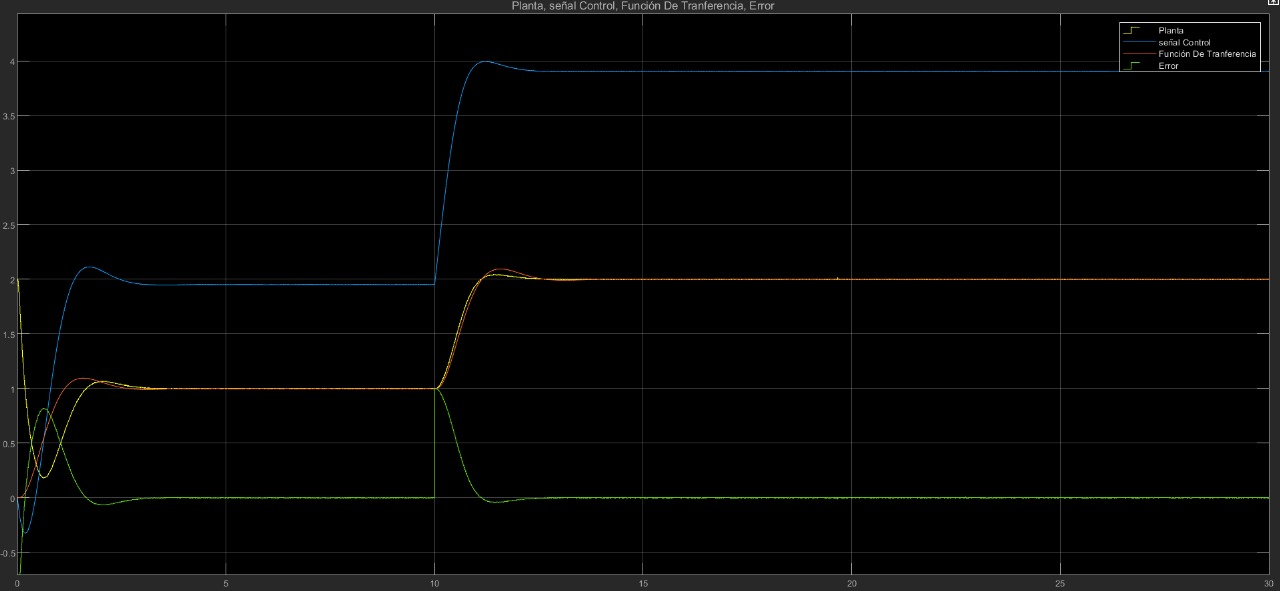 Planta, señal Control, Función De Tranferencia, Error
Planta
señal Control
Función De Tranferencia
Error
4
3.5
3
2.5
2
1.5
1
0.5
0
-0.5
0 5 10 15 20 25 30